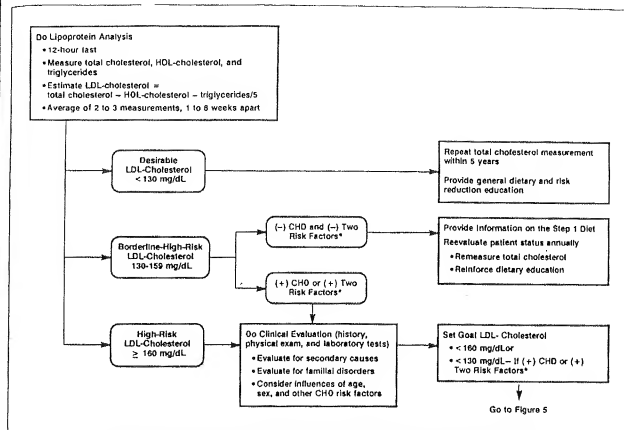 Do Lipoprotein Analysis
• 12-hour fast
• Measure total cholesterol, HDL-cholesterol, and
triglycerides
• Estimate LDL-cholesterol =
total cholesterol – HDL-cholesterol – triglycerides/5
• Average of 2 to 3 measurements, 1 to 8 weeks apart
Desirable
LDL-Cholesterol
< 130 mg/dL
Repeat total cholesterol measurement
within 5 years
Provide general dietary and risk
reduction education
Borderline-High-Risk
LDL-Cholesterol
130-159 mg/dL
(–) CHD and (–) Two
Risk Factors*
Provide Information on the Step 1 Diet
Reevaluate patient status annually
• Remeasure total cholesterol
• Reinforce dietary education
(+) CHD or (+) Two
Risk Factors*
High-Risk
LDL-Cholesterol
≥ 160 mg/dL
Do Clinical Evaluation (history,
physical exam, and laboratory tests)
• Evaluate for secondary causes
• Evaluate for familial disorders
• Consider influences of age,
sex, and other CHD risk factors
Set Goal LDL- Cholesterol
• < 160 mg/dLor
• < 130 mg/dL– If (+) CHD or (+)
Two Risk Factors*
Go to Figure 5